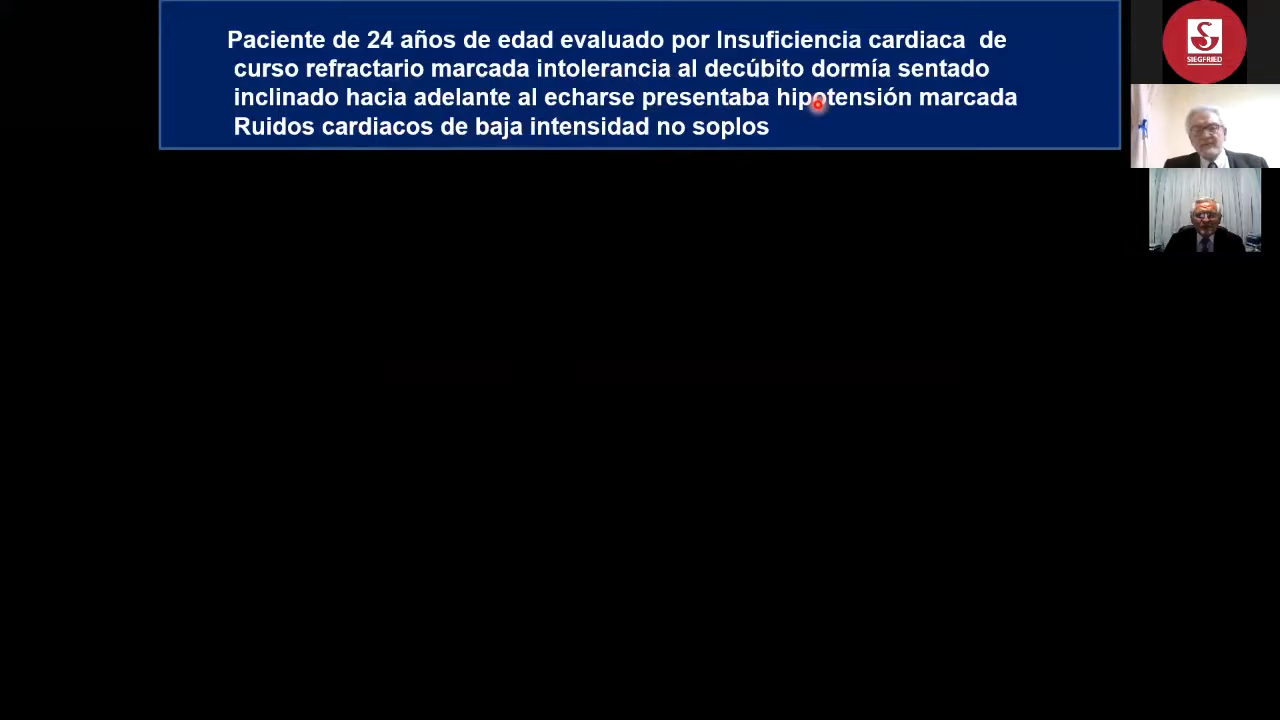 Paciente de 24 años de edad evaluado por Insuficiencia cardiaca de
curso refractario marcada intolerancia al decúbito dormía sentado
inclinado hacia adelante al echarse presentaba hipotensión marcada
Ruidos cardiacos de baja intensidad no soplos
SIEGFRIED